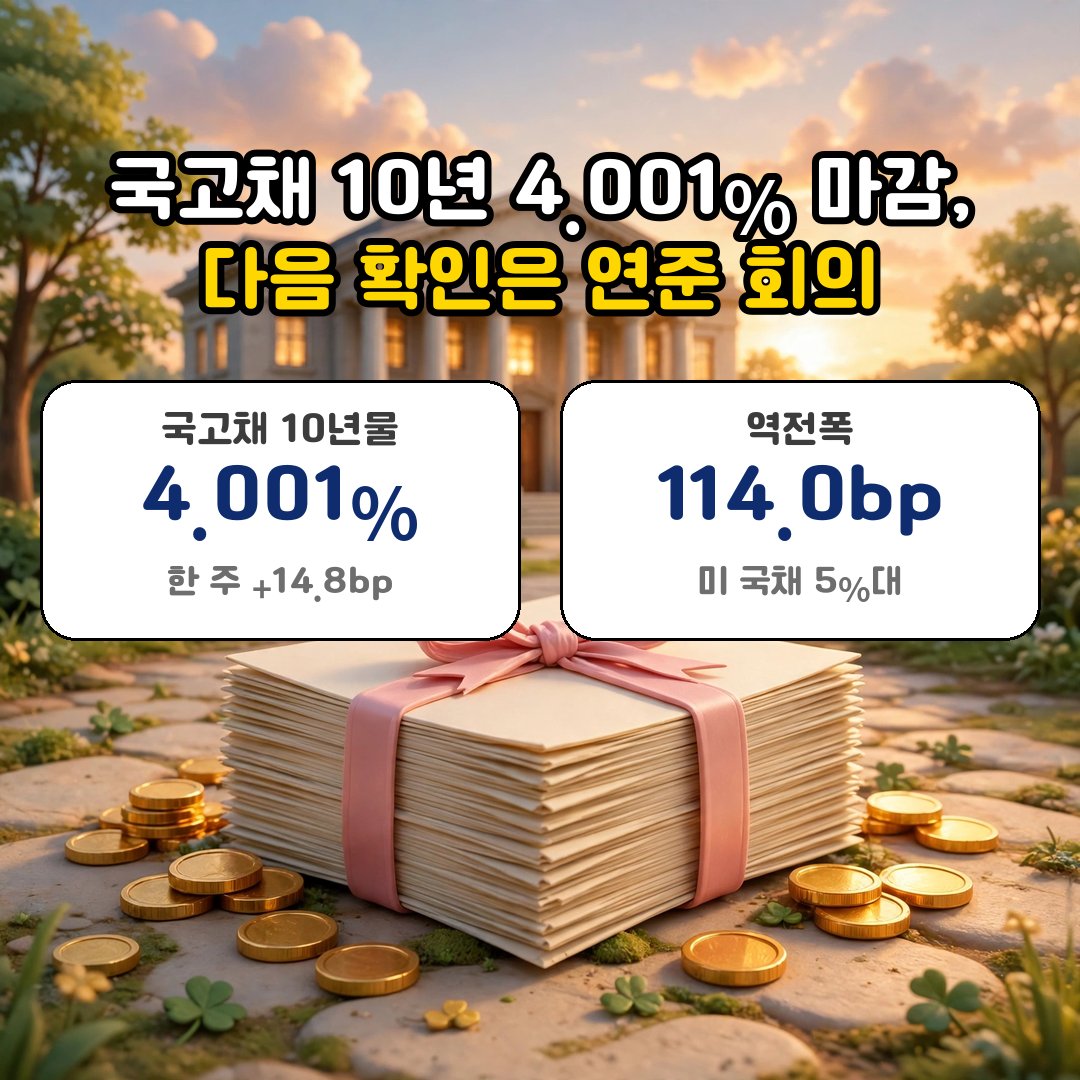 국고채 10년 4.001% 마감,
다음 확인은 연준 회의
국고채 10년물
4.001%
한 주 +14.8bp
역전폭
114.0bp
미 국채 5%대